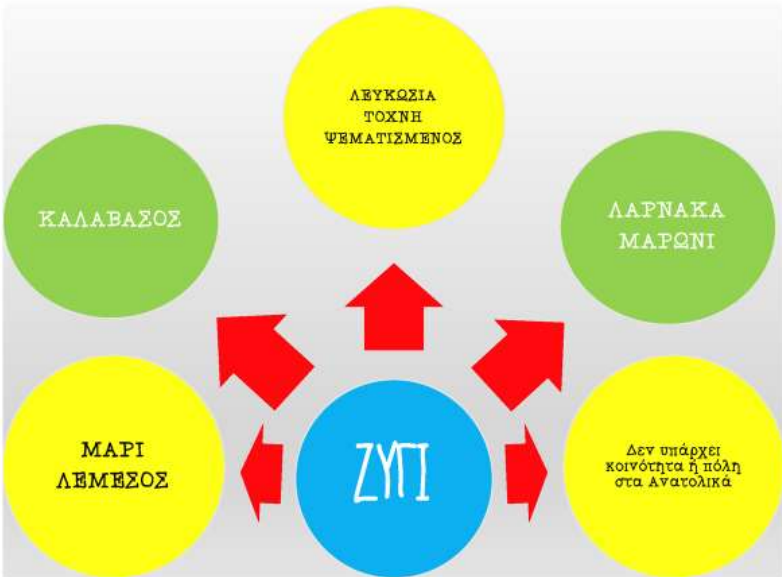 ΛΕΥΚΩΣΙΑ
ΤΟΧΝΗ
ΨΕΜΑΤΙΣΜΕΝΟΣ
ΚΑΛΑΒΑΣΟΣ
ΛΑΡΝΑΚΑ
ΜΑΡΩΝΙ
ΜΑΡΙ
ΛΕΜΕΣΟΣ
ΖΥΓΙ
Δεν υπάρχει
κοινότητα ή πόλη
στα Ανατολικά